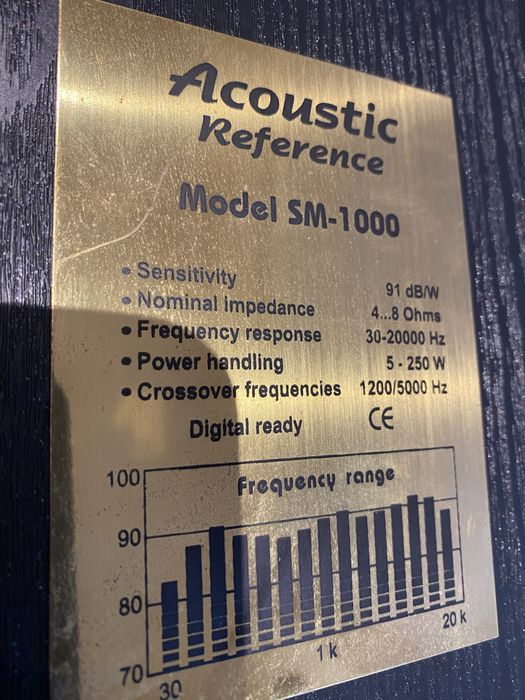 Acoustic
Reference
Model SM-1000
• Sensitivity 91 dB/W
• Nominal impedance 4...8 Ohms
• Frequency response 30-20000 Hz
• Power handling 5 - 250 W
• Crossover frequencies 1200/5000 Hz
Digital ready CE
Frequency range
100
90
80
70
30 1 k 20 k